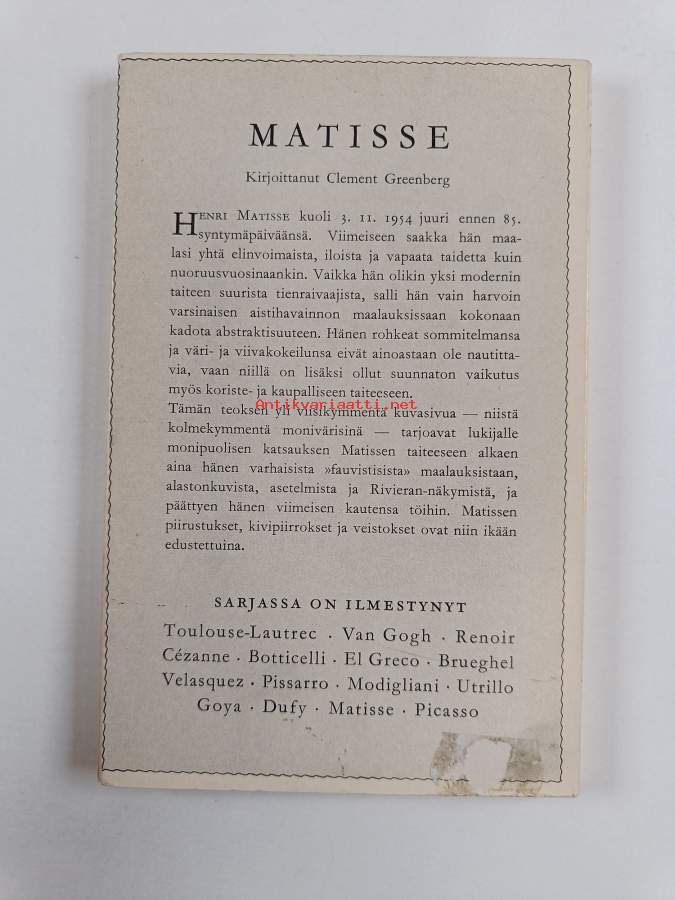 MATISSE
Kirjoittanut Clement Greenberg
HENRI MATISSE kuoli 3. 11. 1954 juuri ennen 85.
syntymäpäiväänsä. Viimeiseen saakka hän maa-
lasi yhtä elinvoimaista, iloista ja vapaata taidetta kuin
nuoruusvuosinaankin. Vaikka hän olikin yksi modernin
taiteen suurista tienraivaajista, salli hän vain harvoin
varsinaisen aistihavainnon maalauksissaan kokonaan
kadota abstraktisuuteen. Hänen rohkeat sommitelmansa
ja väri- ja viivakokeilunsa eivät ainoastaan ole nautitta-
via, vaan niillä on lisäksi ollut suunnaton vaikutus
myös koriste- ja kaupalliseen taiteeseen.
Antikvariaatti.net
Tämän teoksen yli viisikymmentä kuvasivua — niistä
kolmekymmentä monivärisinä — tarjoavat lukijalle
monipuolisen katsauksen Matissen taiteeseen alkaen
aina hänen varhaisista »fauvistisista» maalauksistaan,
alastonkuvista, asetelmista ja Rivieran-näkymistä, ja
päättyen hänen viimeisen kautensa töihin. Matissen
piirustukset, kivipiirrokset ja veistokset ovat niin ikään
edustettuina.
SARJASSA ON ILMESTYNYT
Toulouse-Lautrec · Van Gogh · Renoir
Cézanne · Botticelli · El Greco · Brueghel
Velasquez · Pissarro · Modigliani · Utrillo
Goya · Dufy · Matisse · Picasso